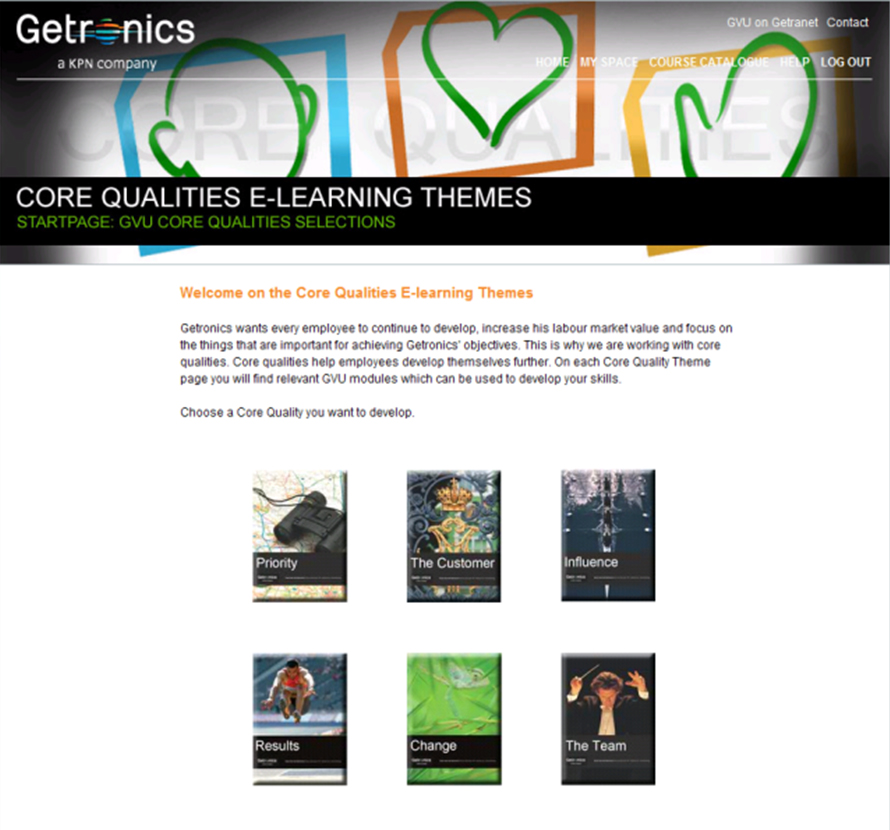 Getronics
a KPN company
GVU on Getranet Contact
HOME / MY SPACE COURSE CATALOGUE HELP LOG OUT
CORE QUALITIES
CORE QUALITIES E-LEARNING THEMES
STARTPAGE: GVU CORE QUALITIES SELECTIONS
Welcome on the Core Qualities E-learning Themes
Getronics wants every employee to continue to develop, increase his labour market value and focus on
the things that are important for achieving Getronics' objectives. This is why we are working with core
qualities. Core qualities help employees develop themselves further. On each Core Quality Theme
page you will find relevant GVU modules which can be used to develop your skills.
Choose a Core Quality you want to develop.
Priority
The Customer
Influence
Results
Change
The Team